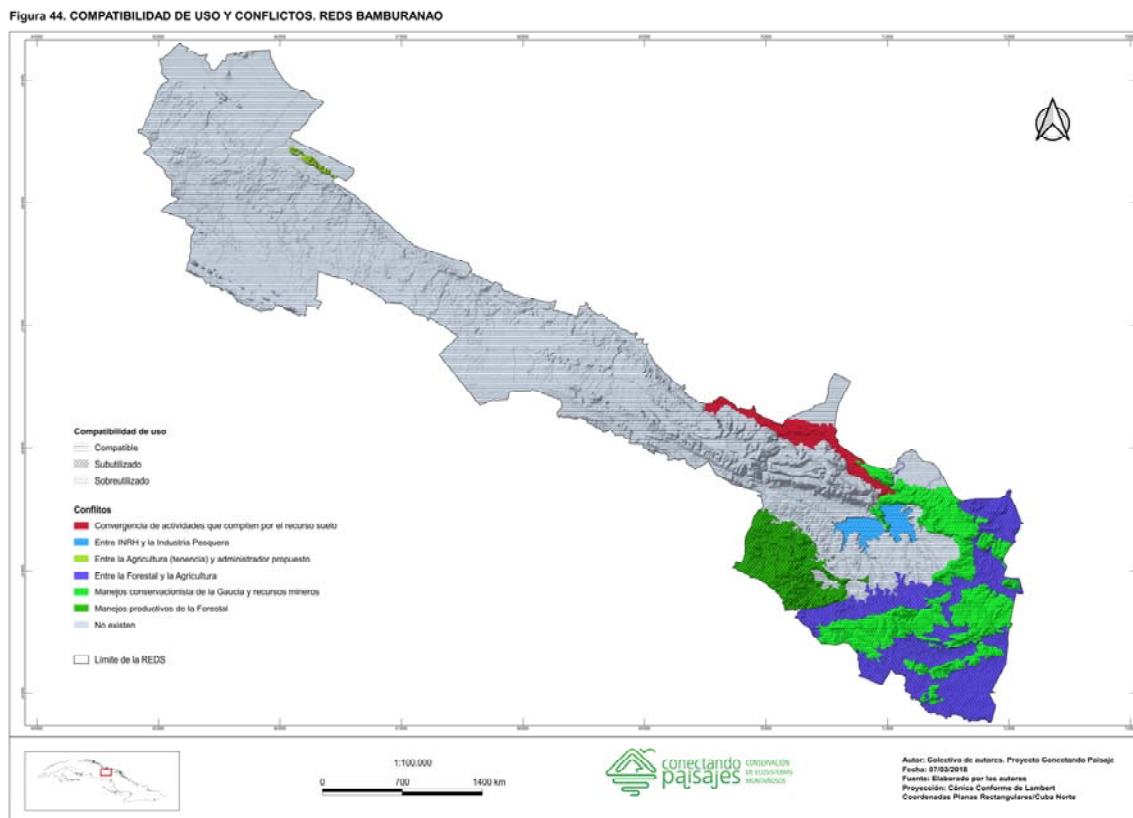 Figura 44. COMPATIBILIDAD DE USO Y CONFLICTOS. REDS BAMBURANAO
Compatibilidad de uso
Compatible
Subutilizado
Sobreutilizado
Conflitos
Convergencia de actividades que compiten por el recurso suelo
Entre INRH y la Industria Pesquera
Entre la Agricultura (tenencia) y administrador propuesto
Entre la Forestal y la Agricultura
Manejos conservacionista de la Gaucia y recursos mineros
Manejos productivos de la Forestal
No existen
Límite de la REDS
1:100.000
0 700 1400 km
conectando
paisajes
CONSERVACIÓN
DE ECOSISTEMAS
MONTAÑOSOS
Autor: Colectivo de autores. Proyecto Conectando Paisaje
Fecha: 07/03/2018
Fuente: Elaborado por los autores
Proyección: Cónica Conforme de Lambert
Coordenadas Planas Rectangulares/Cuba Norte